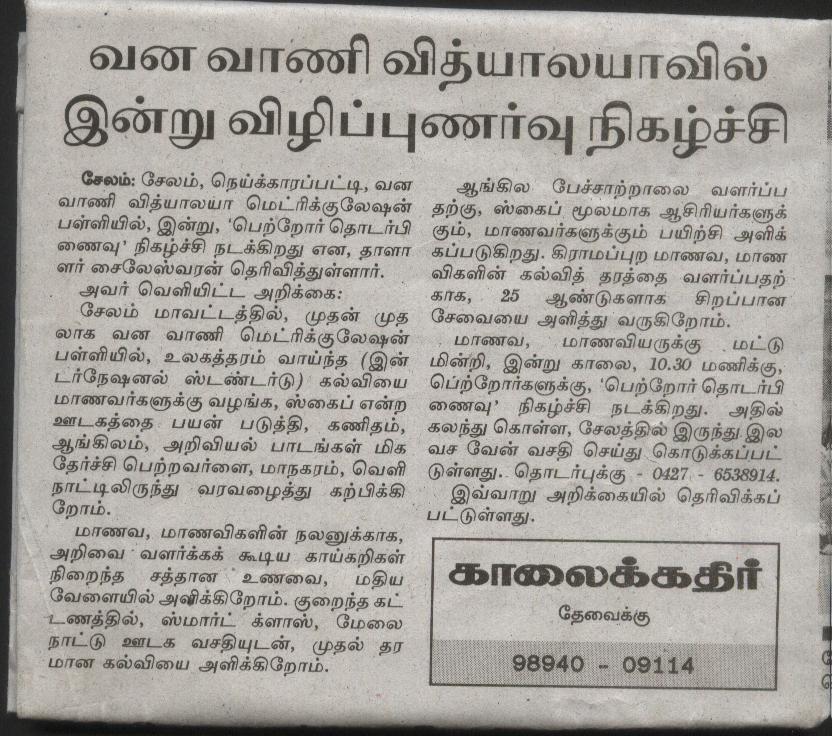 வன வாணி வித்யாலயாவில்
இன்று விழிப்புணர்வு நிகழ்ச்சி
சேலம்: சேலம், நெய்க்காரப்பட்டி, வன
வாணி வித்யாலயா மெட்ரிக்குலேஷன்
பள்ளியில், இன்று, ‘பெற்றோர் தொடர்பி
ணைவு’ நிகழ்ச்சி நடக்கிறது என, தாளா
ளர் சைலேஸ்வரன் தெரிவித்துள்ளார்.
அவர் வெளியிட்ட அறிக்கை:
சேலம் மாவட்டத்தில், முதன் முத
லாக வன வாணி மெட்ரிக்குலேஷன்
பள்ளியில், உலகத்தரம் வாய்ந்த (இன்
டர்நேஷனல் ஸ்டண்டர்டு) கல்வியை
மாணவர்களுக்கு வழங்க, ஸ்கைப் என்ற
ஊடகத்தை பயன் படுத்தி, கணிதம்,
ஆங்கிலம், அறிவியல் பாடங்கள் மிக
தேர்ச்சி பெற்றவர்ளை, மாநகரம், வெளி
நாட்டிலிருந்து வரவழைத்து கற்பிக்கி
றோம்.
மாணவ, மாணவிகளின் நலனுக்காக,
அறிவை வளர்க்கக் கூடிய காய்கறிகள்
நிறைந்த சத்தான உணவை, மதிய
வேளையில் அளிக்கிறோம். குறைந்த கட்
டணத்தில், ஸ்மார்ட் க்ளாஸ், மேலை
நாட்டு ஊடக வசதியுடன், முதல் தர
மான கல்வியை அளிக்கிறோம்.
ஆங்கில பேச்சாற்றாலை வளர்ப்ப
தற்கு, ஸ்கைப் மூலமாக ஆசிரியர்களுக்
கும், மாணவர்களுக்கும் பயிற்சி அளிக்
கப்படுகிறது. கிராமப்புற மாணவ, மாண
விகளின் கல்வித் தரத்தை வளர்ப்பதற்
காக, 25 ஆண்டுகளாக சிறப்பான
சேவையை அளித்து வருகிறோம்.
மாணவ, மாணவியருக்கு மட்டு
மின்றி, இன்று காலை, 10.30 மணிக்கு,
பெற்றோர்களுக்கு, ‘பெற்றோர் தொடர்பி
ணைவு’ நிகழ்ச்சி நடக்கிறது. அதில்
கலந்து கொள்ள, சேலத்தில் இருந்து இல
வச வேன் வசதி செய்து கொடுக்கப்பட்
டுள்ளது. தொடர்புக்கு - 0427 - 6538914.
இவ்வாறு அறிக்கையில் தெரிவிக்கப்
பட்டுள்ளது.
காலைக்கதிர்
தேவைக்கு
98940 - 09114